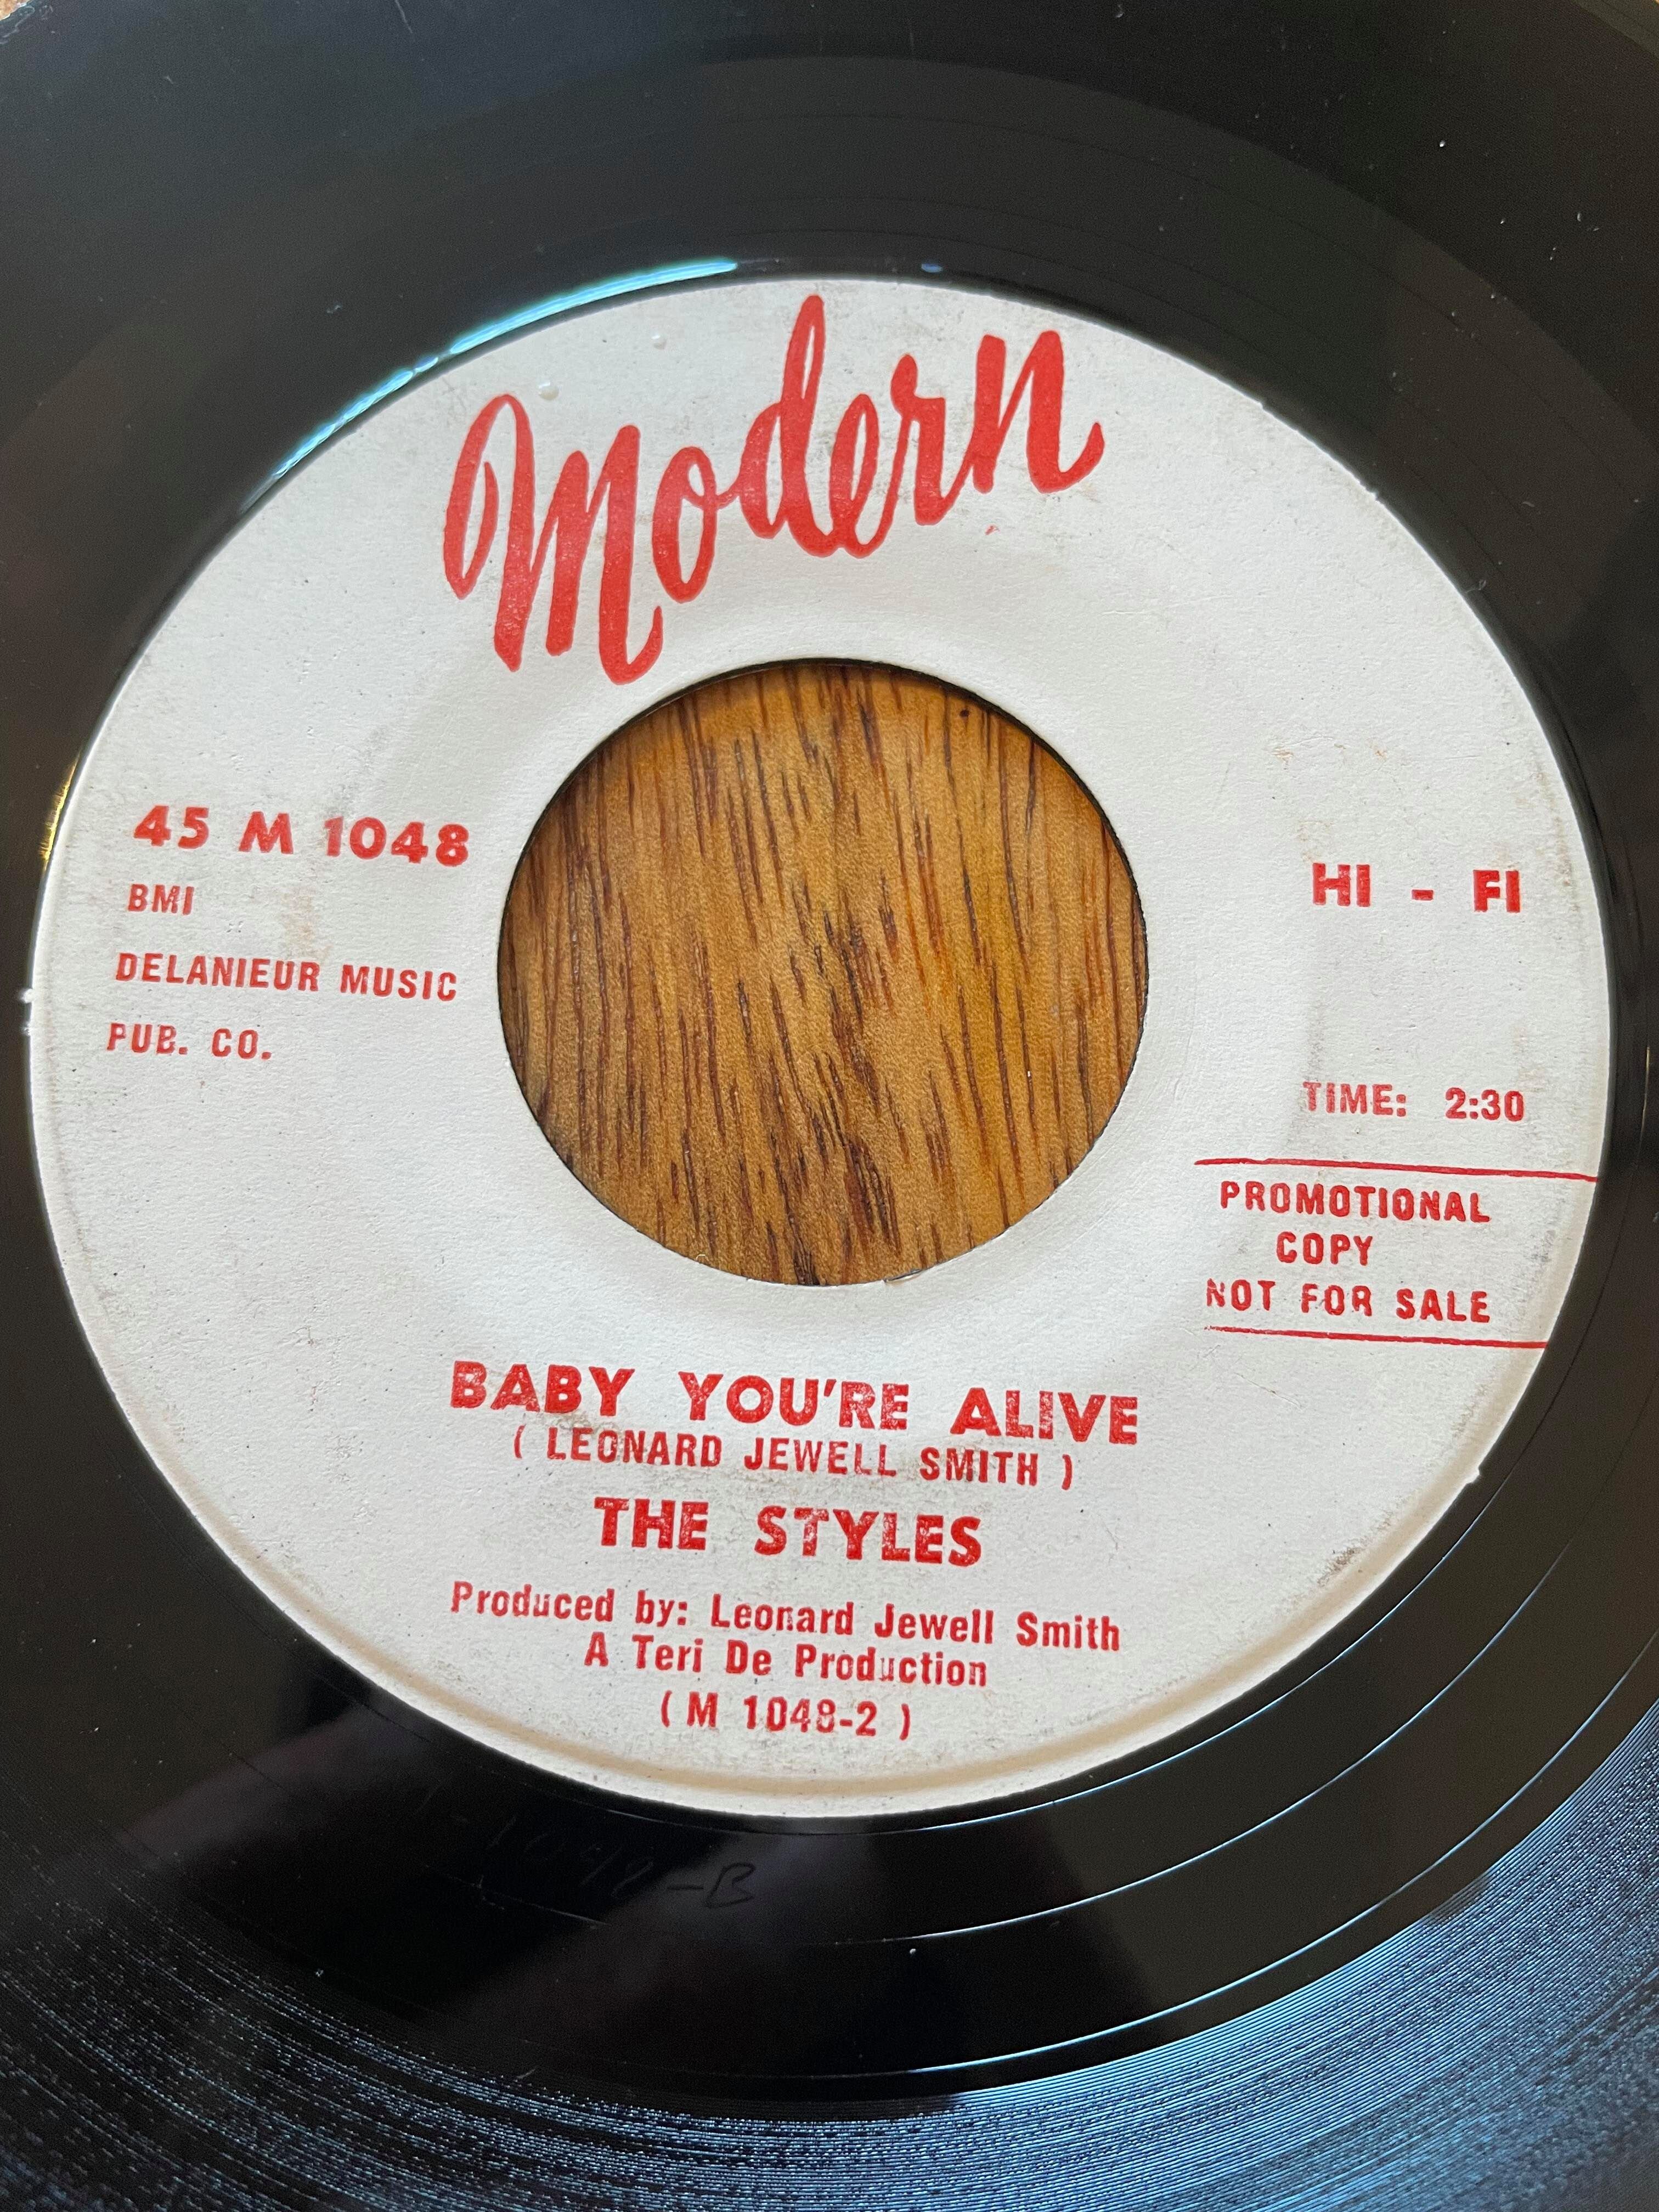 Modern
45 M 1048
BMI
DELANIEUR MUSIC
PUB. CO.
HI - FI
TIME: 2:30
PROMOTIONAL
COPY
NOT FOR SALE
BABY YOU'RE ALIVE
( LEONARD JEWELL SMITH )
THE STYLES
Produced by: Leonard Jewell Smith
A Teri De Production
( M 1048-2 )
-1048-B